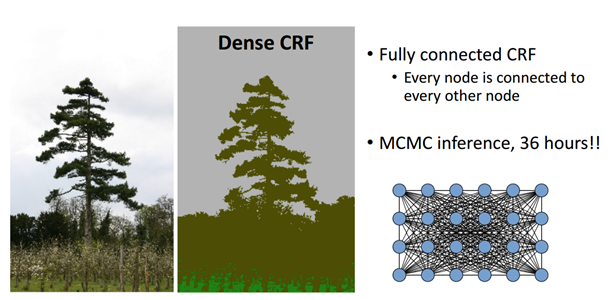 Dense CRF
• Fully connected CRF
• Every node is connected to
every other node
• MCMC inference, 36 hours!!